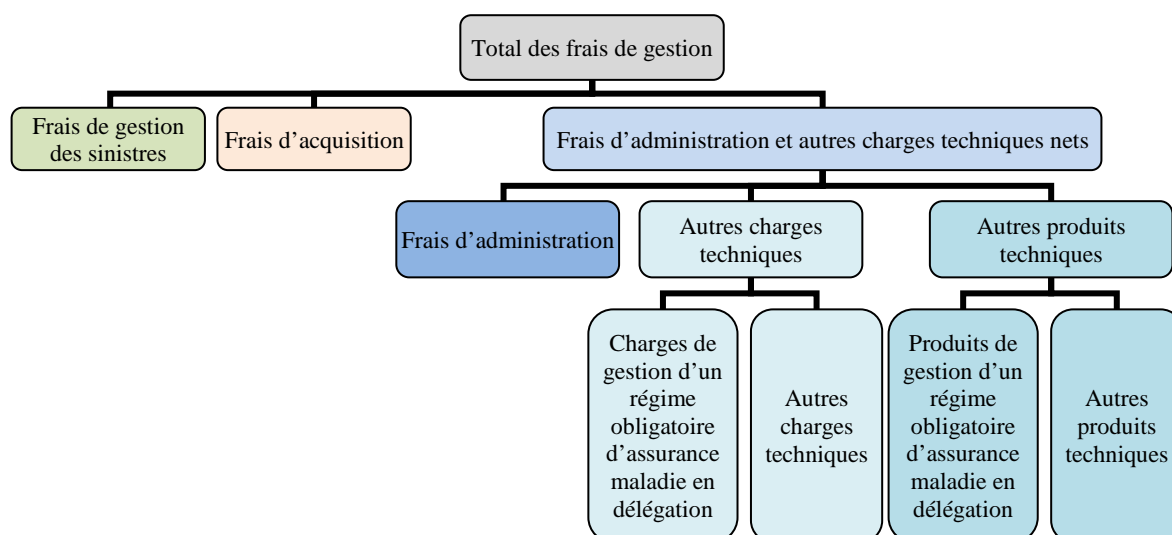 Total des frais de gestion
Frais de gestion
des sinistres
Frais d’acquisition
Frais d’administration et autres charges techniques nets
Frais d’administration
Autres charges
techniques
Autres produits
techniques
Charges de
gestion d’un
régime
obligatoire
d’assurance
maladie en
délégation
Autres
charges
techniques
Produits de
gestion d’un
régime
obligatoire
d’assurance
maladie en
délégation
Autres
produits
techniques